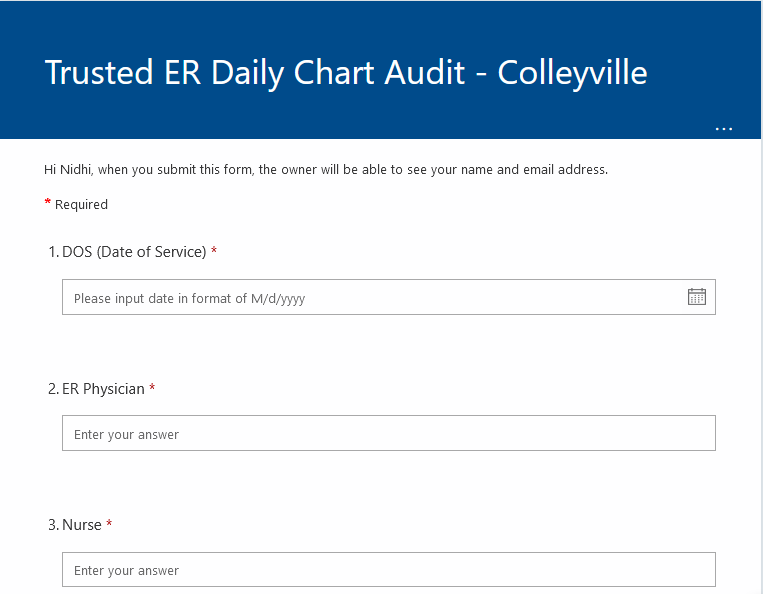 Trusted ER Daily Chart Audit - Colleyville
...
Hi Nidhi, when you submit this form, the owner will be able to see your name and email address.
* Required
1. DOS (Date of Service) *
Please input date in format of M/d/yyyy
2. ER Physician *
Enter your answer
3. Nurse *
Enter your answer